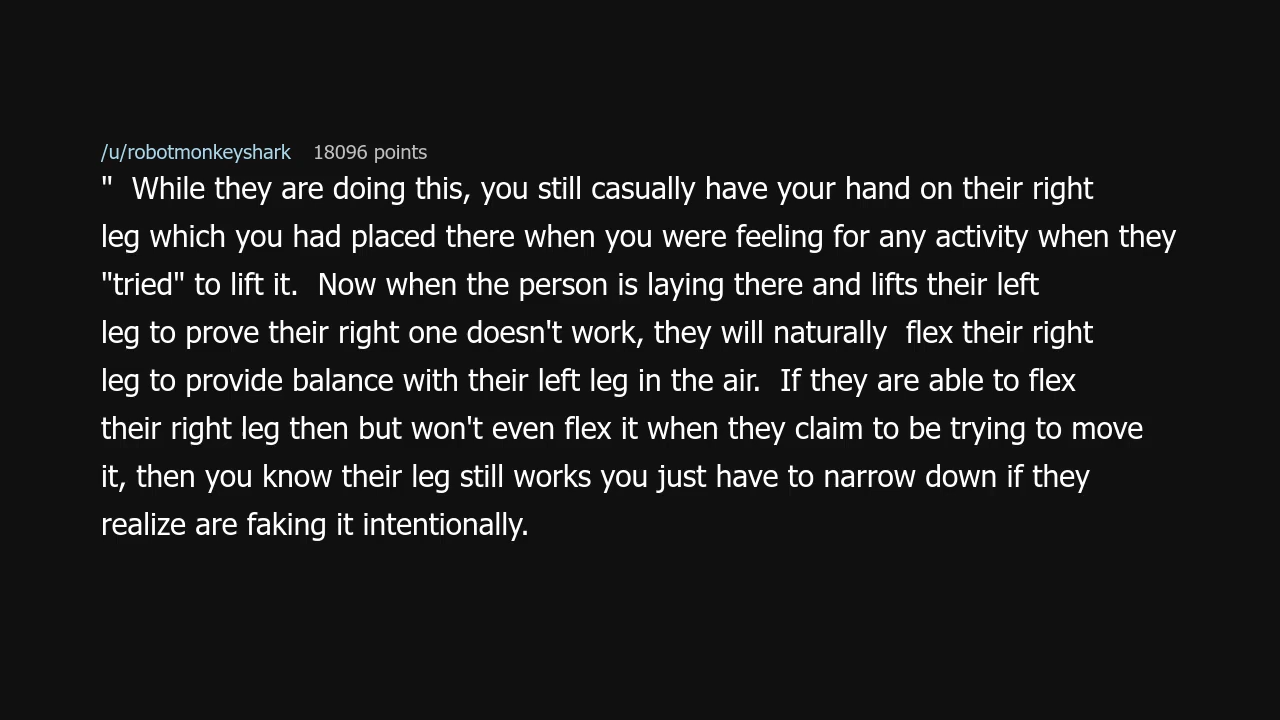 /u/robotmonkeyshark 18096 points
"  While they are doing this, you still casually have your hand on their right
leg which you had placed there when you were feeling for any activity when they
"tried" to lift it.  Now when the person is laying there and lifts their left
leg to prove their right one doesn't work, they will naturally  flex their right
leg to provide balance with their left leg in the air.  If they are able to flex
their right leg then but won't even flex it when they claim to be trying to move
it, then you know their leg still works you just have to narrow down if they
realize are faking it intentionally.